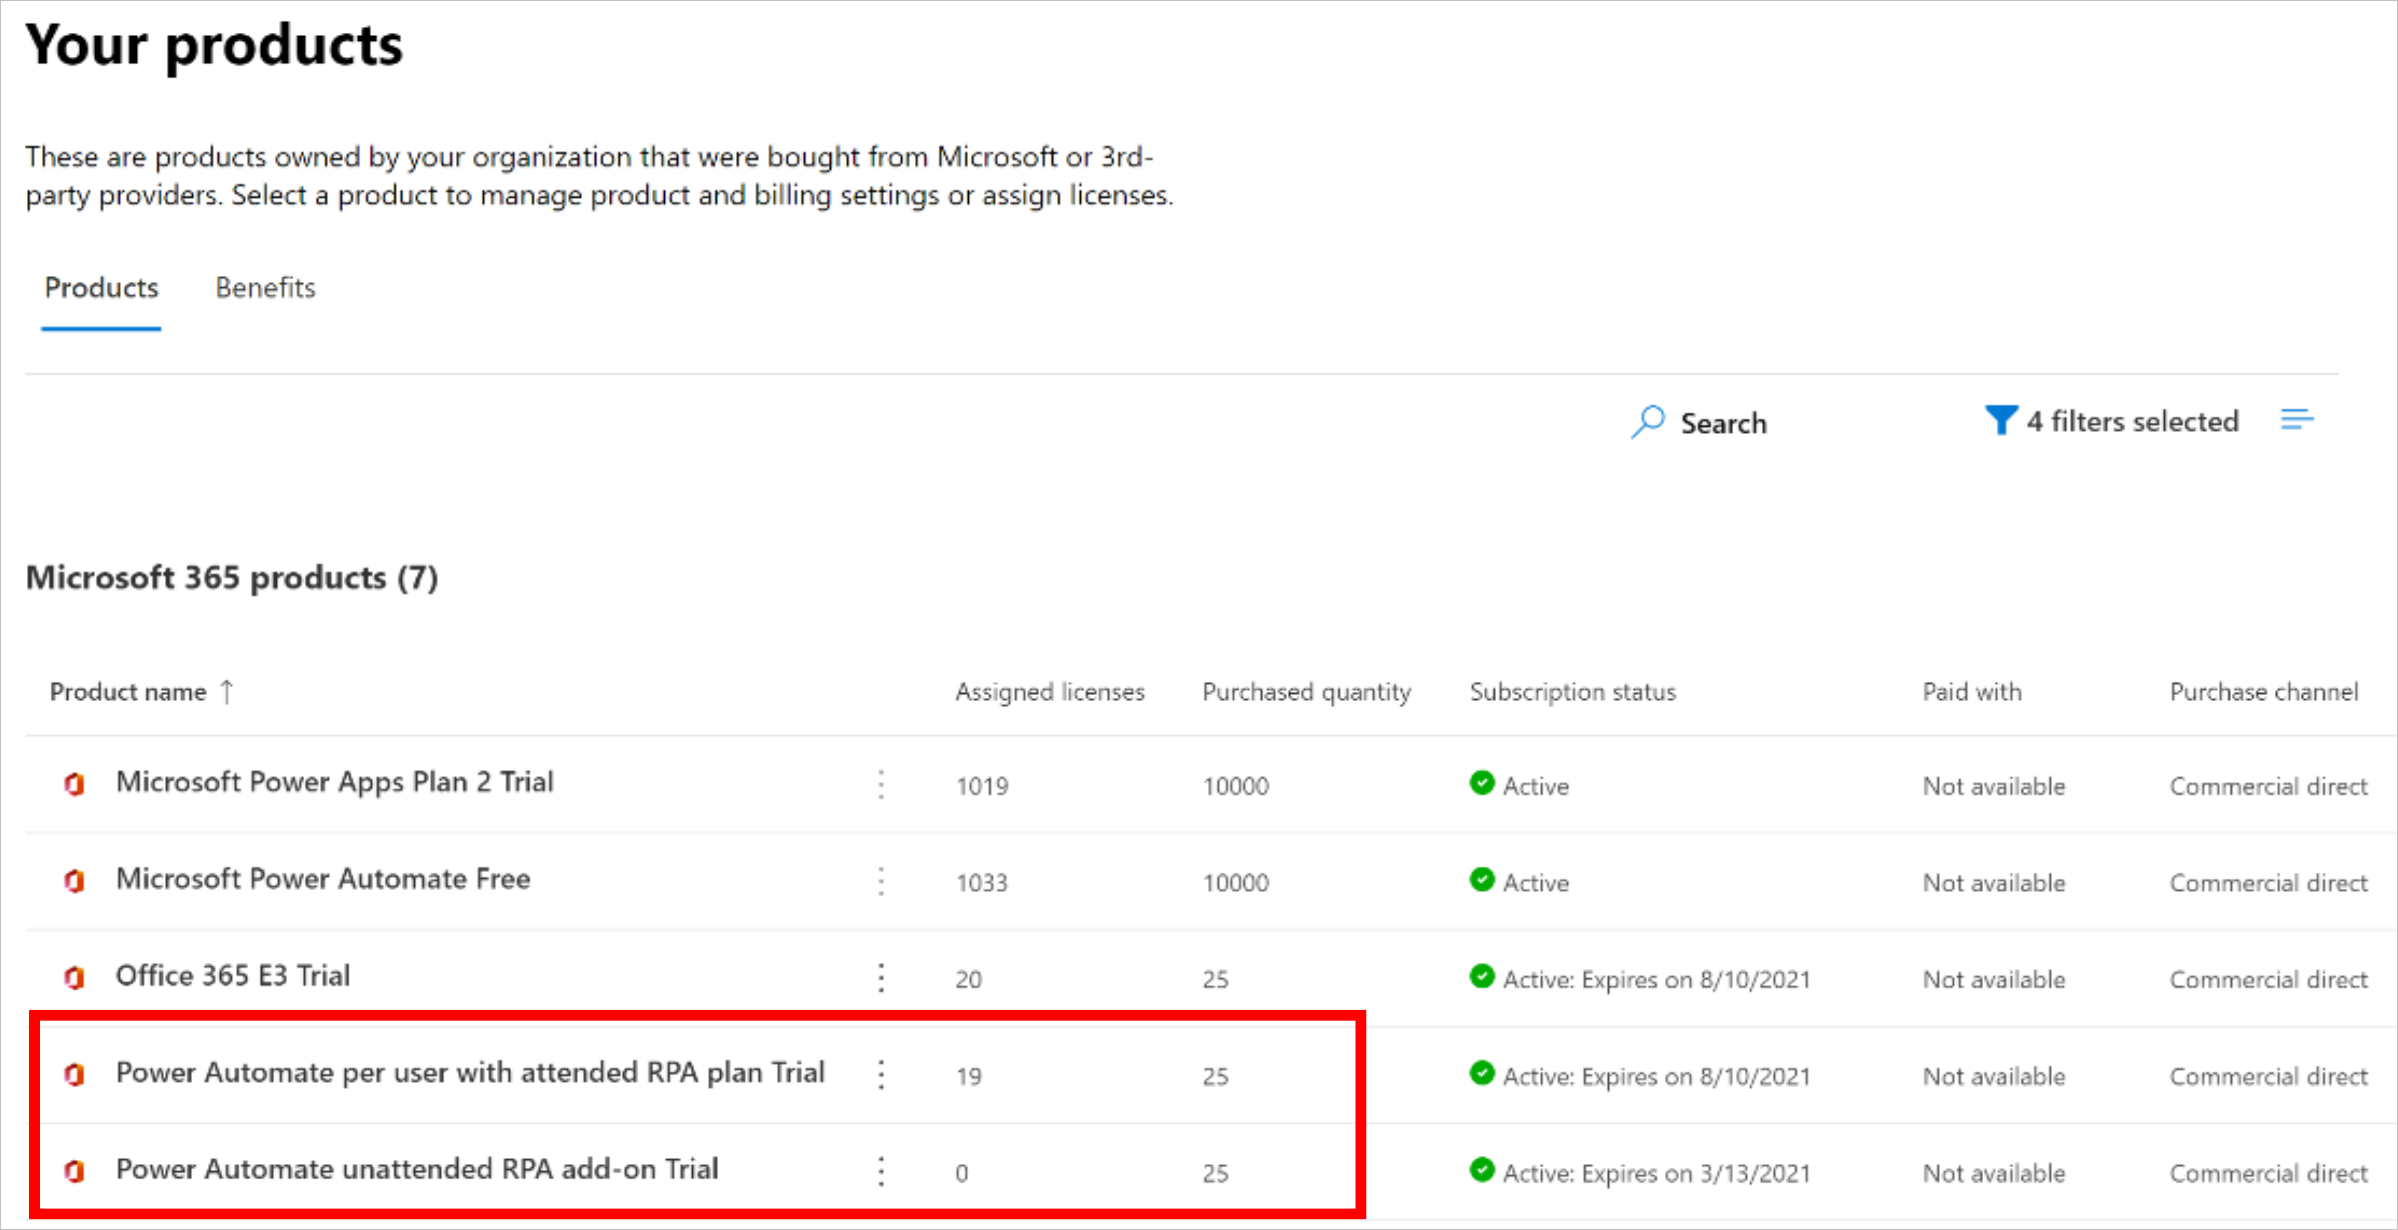 Your products
These are products owned by your organization that were bought from Microsoft or 3rd-
party providers. Select a product to manage product and billing settings or assign licenses.
Products Benefits
Search 4 filters selected
Microsoft 365 products (7)
Product name ↑ Assigned licenses Purchased quantity Subscription status Paid with Purchase channel
Microsoft Power Apps Plan 2 Trial 1019 10000 Active Not available Commercial direct
Microsoft Power Automate Free 1033 10000 Active Not available Commercial direct
Office 365 E3 Trial 20 25 Active: Expires on 8/10/2021 Not available Commercial direct
Power Automate per user with attended RPA plan Trial 19 25 Active: Expires on 8/10/2021 Not available Commercial direct
Power Automate unattended RPA add-on Trial 0 25 Active: Expires on 3/13/2021 Not available Commercial direct